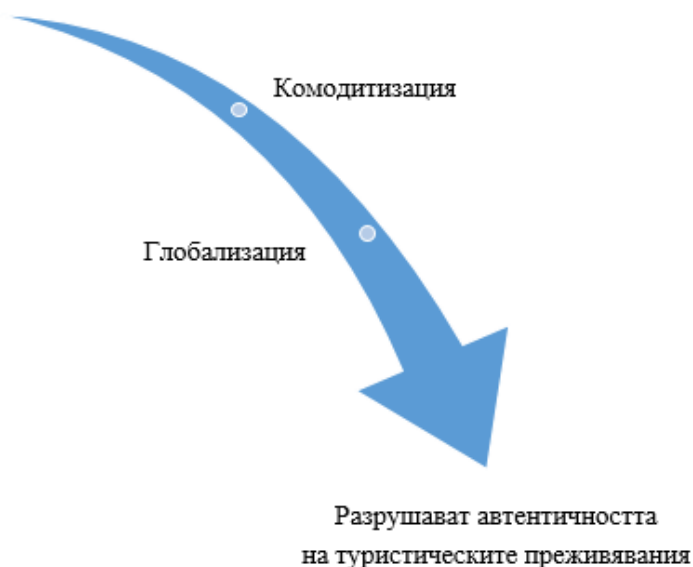 Комодитизация
Глобализация
Разрушават автентичността
на туристическите преживявания